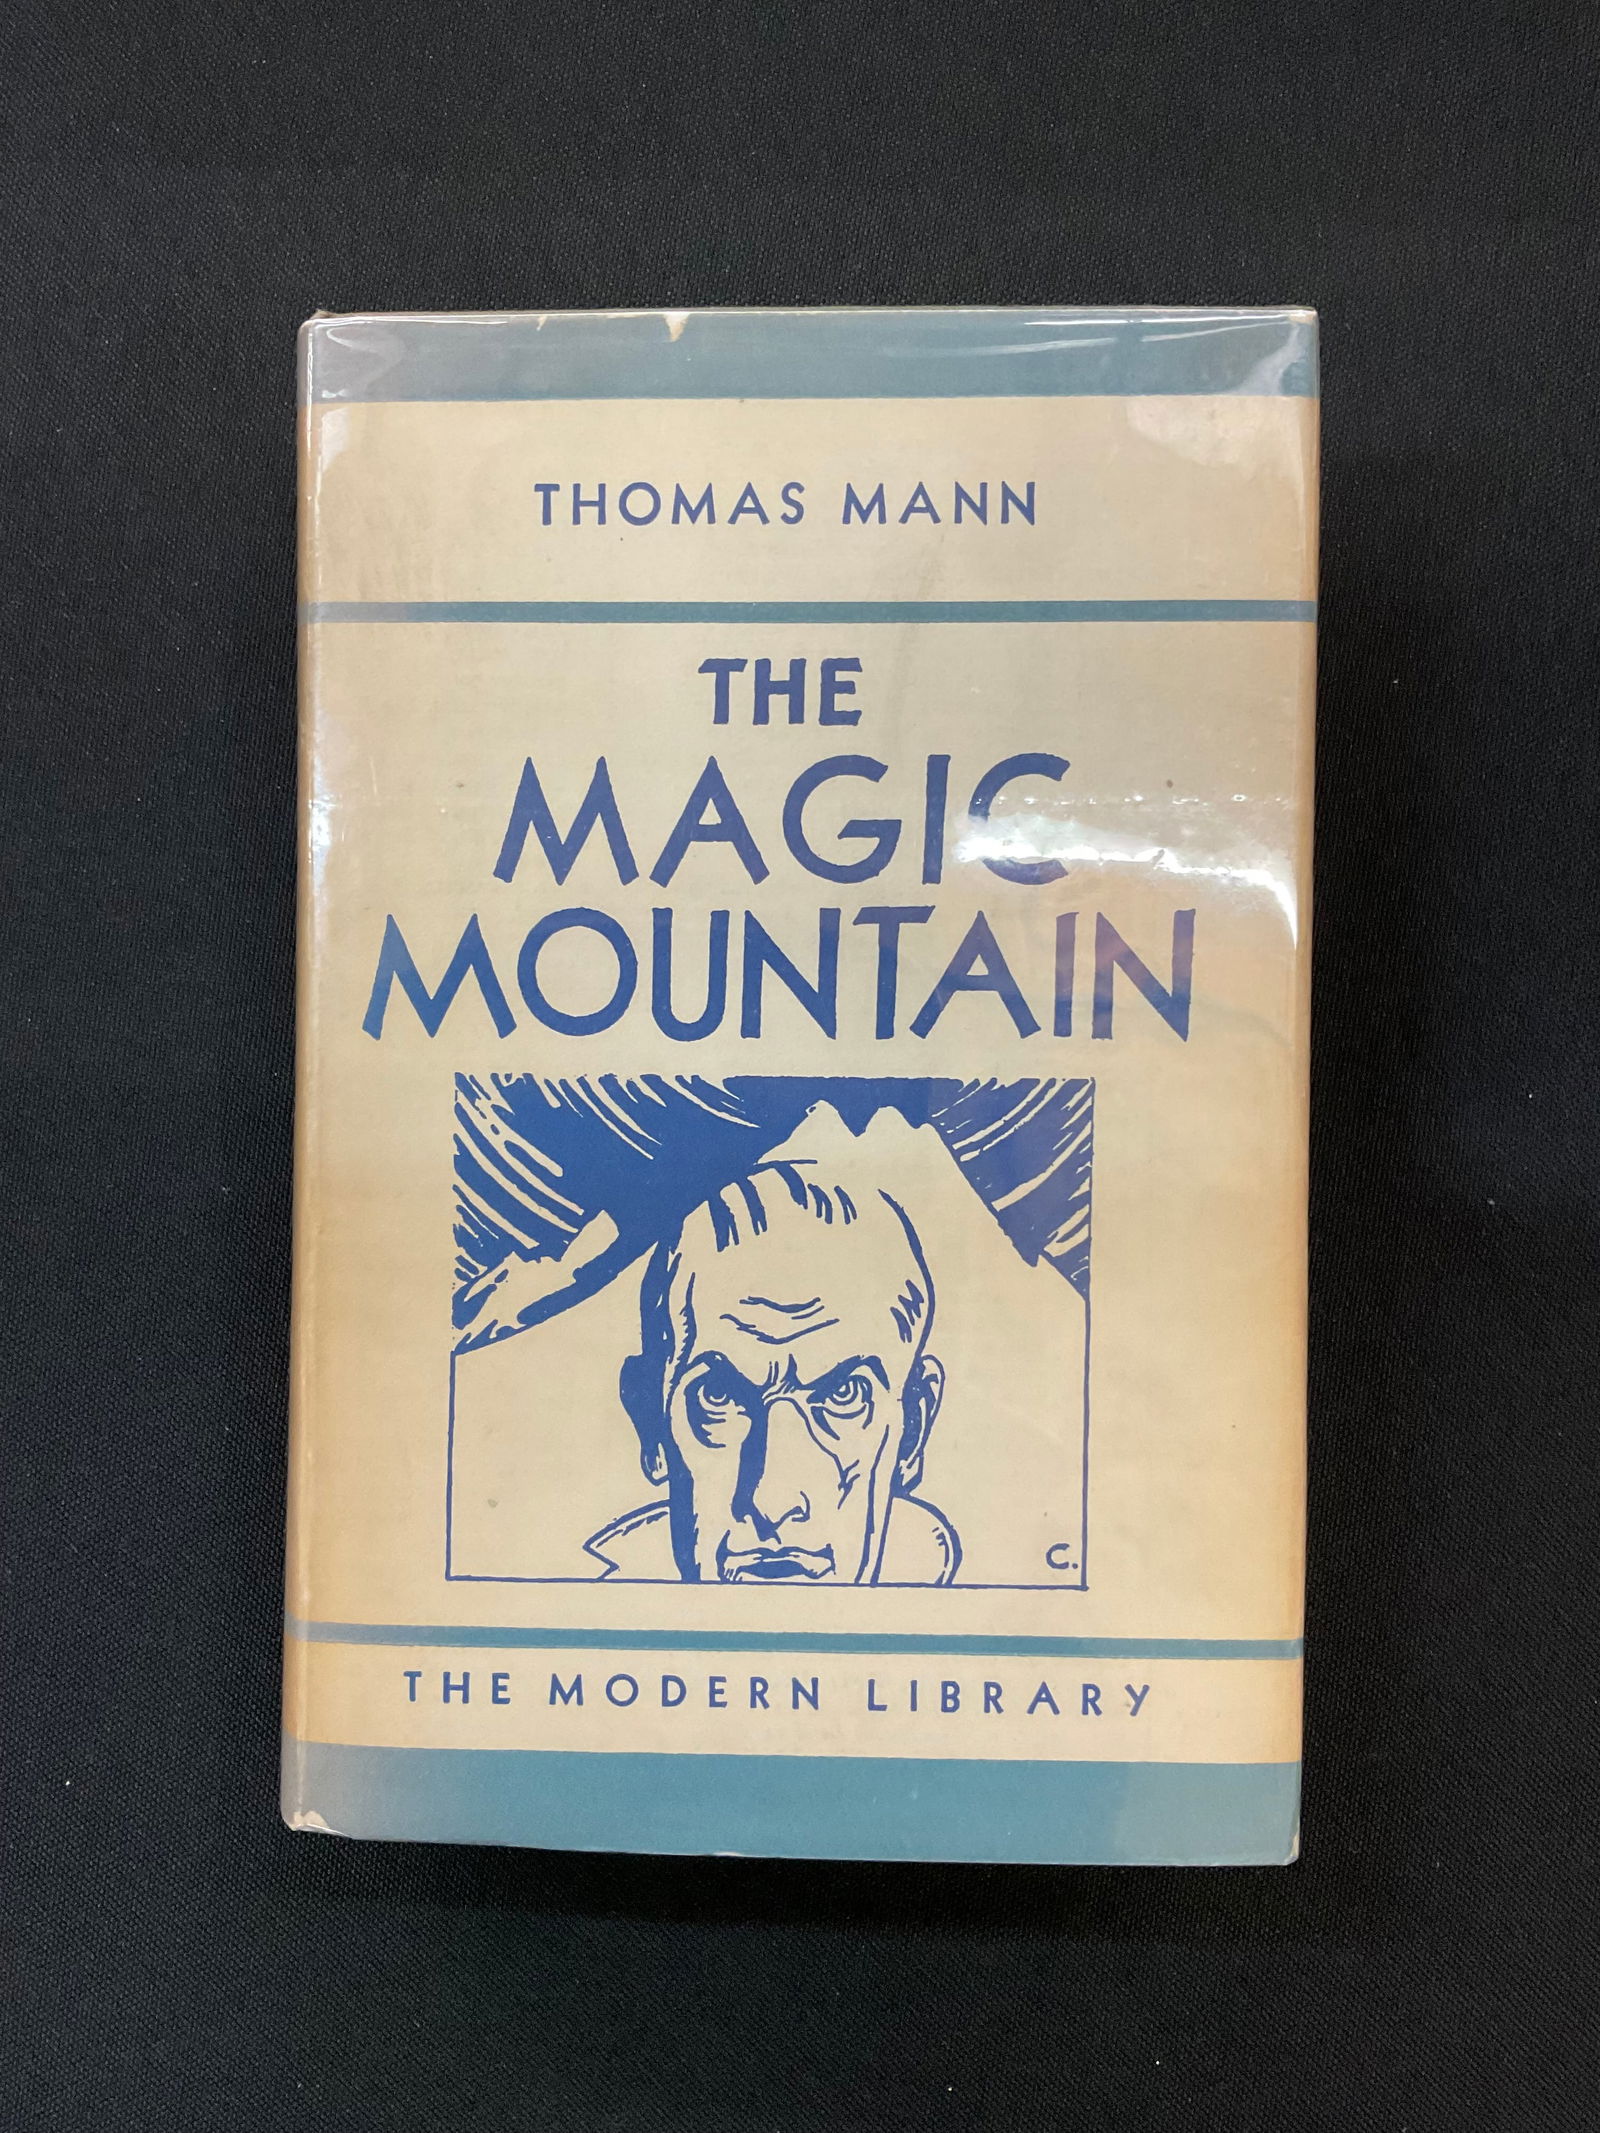 THOMAS MANN
THE
MAGIC
MOUNTAIN
C.
THE MODERN LIBRARY